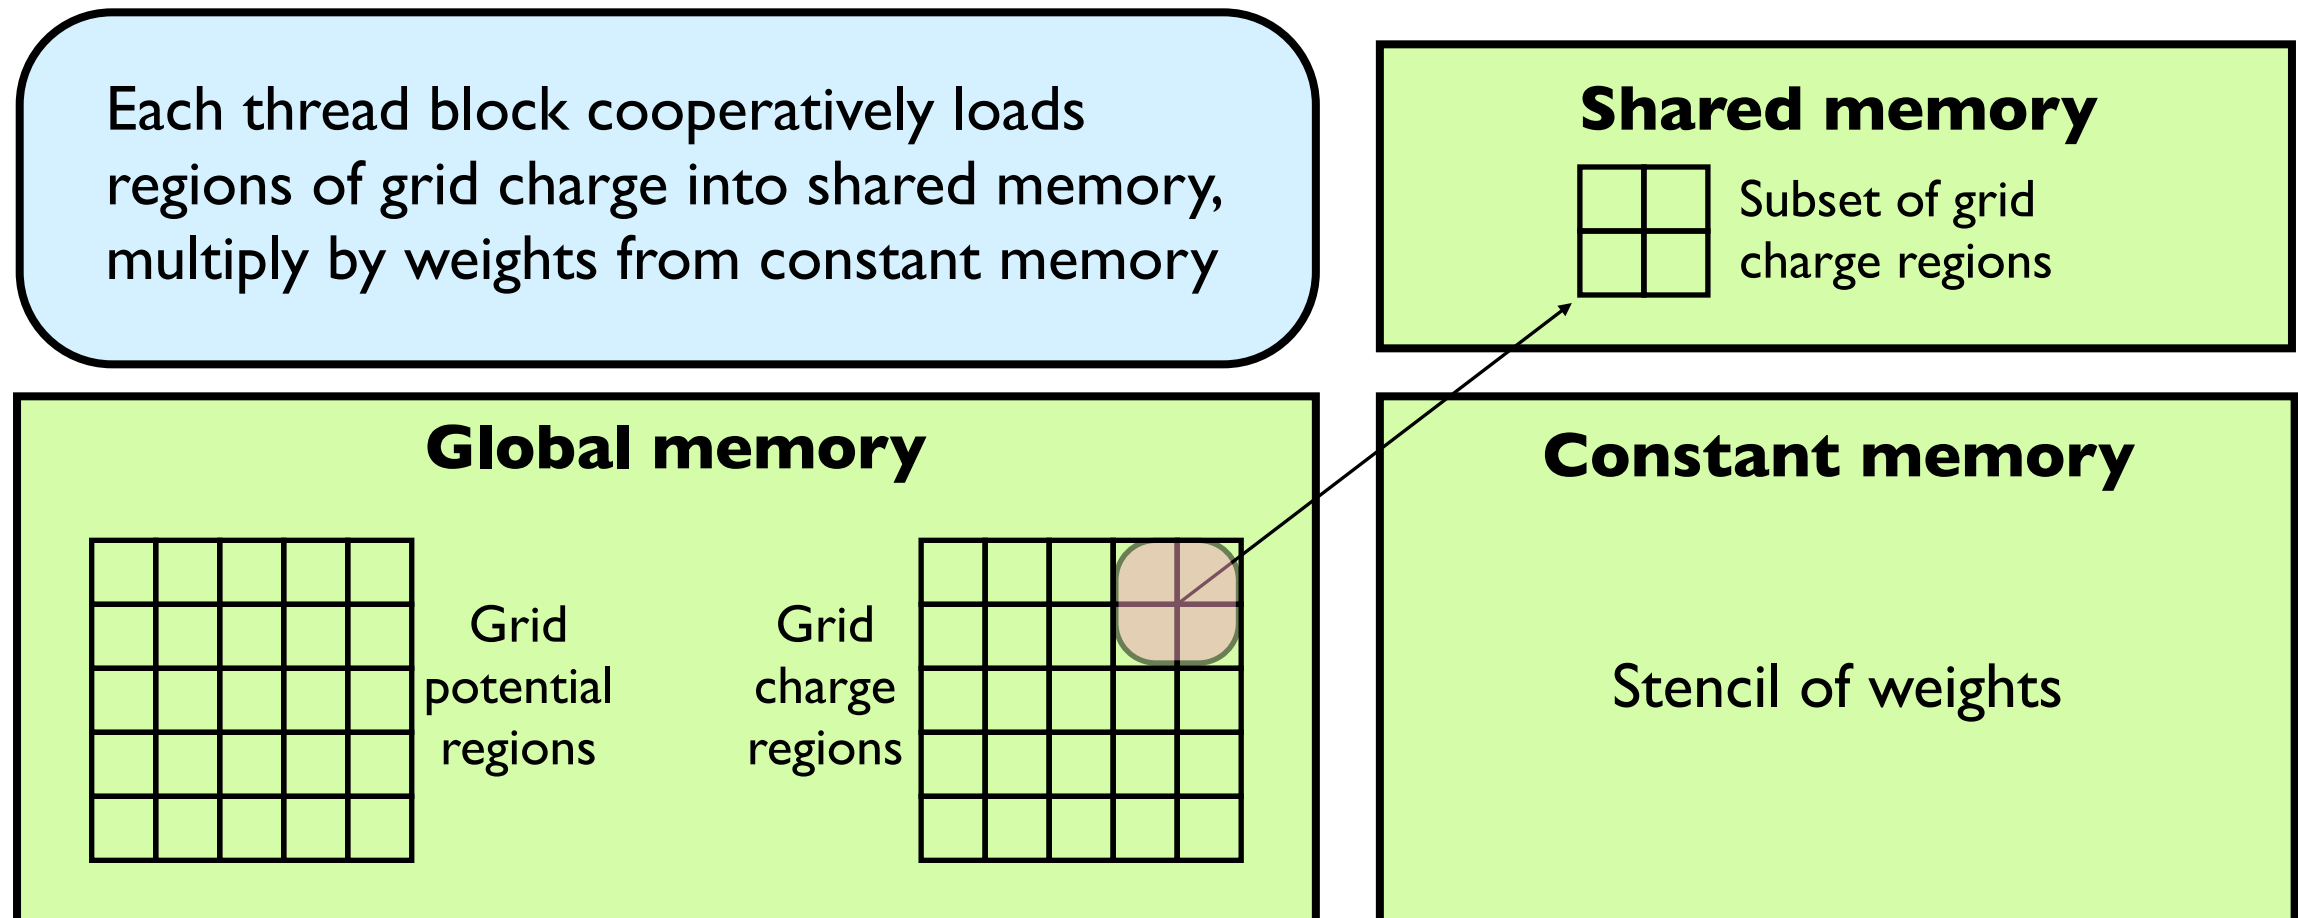 Each thread block cooperatively loads
regions of grid charge into shared memory,
multiply by weights from constant memory
Shared memory
Subset of grid
charge regions
Global memory
Grid
potential
regions
Grid
charge
regions
Constant memory
Stencil of weights